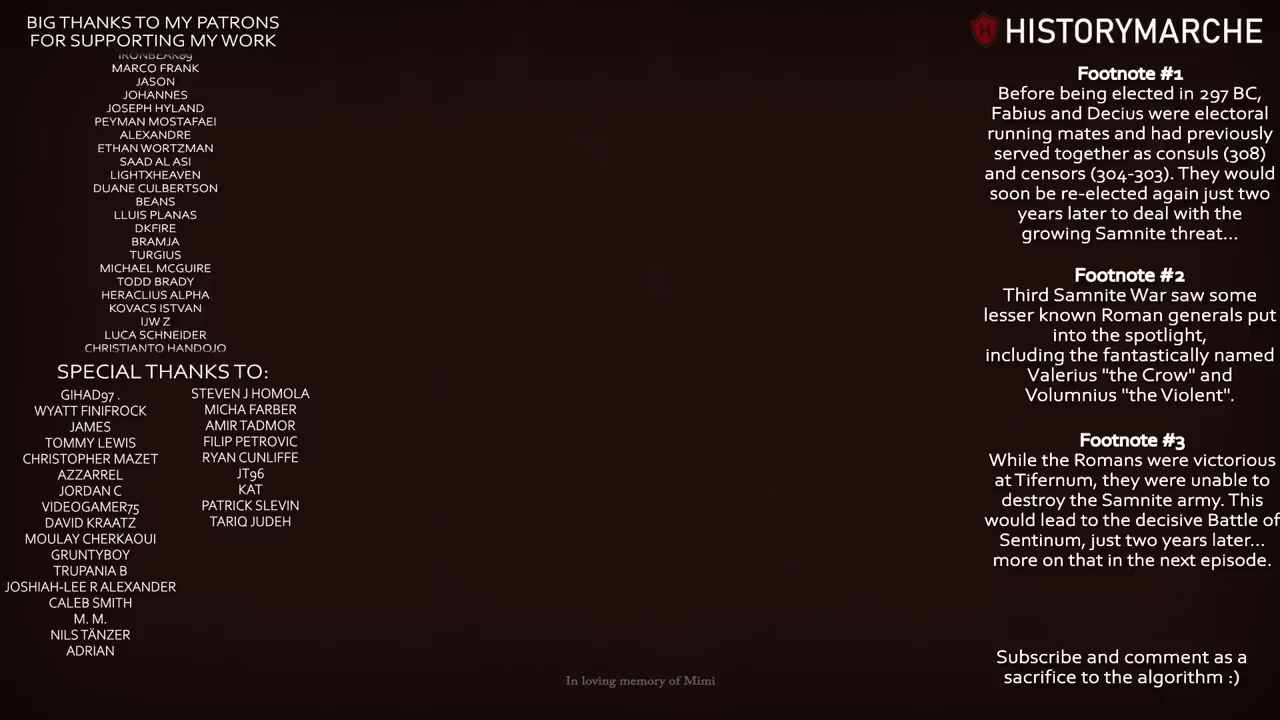 BIG THANKS TO MY PATRONS
FOR SUPPORTING MY WORK
IRONBEAK89
MARCO FRANK
JASON
JOHANNES
JOSEPH HYLAND
PEYMAN MOSTAFAEI
ALEXANDRE
ETHAN WORTZMAN
SAAD AL ASI
LIGHTXHEAVEN
DUANE CULBERTSON
BEANS
LLUIS PLANAS
DKFIRE
BRAMJA
TURGIUS
MICHAEL MCGUIRE
TODD BRADY
HERACLIUS ALPHA
KOVACS ISTVAN
IJW Z
LUCA SCHNEIDER
CHRISTIANTO HANDOJO
SPECIAL THANKS TO:
GIHAD97 .
WYATT FINIFROCK
JAMES
TOMMY LEWIS
CHRISTOPHER MAZET
AZZARREL
JORDAN C
VIDEOGAMER75
DAVID KRAATZ
MOULAY CHERKAOUI
GRUNTYBOY
TRUPANIA B
JOSHIAH-LEE R ALEXANDER
CALEB SMITH
M. M.
NILS TÄNZER
ADRIAN
STEVEN J HOMOLA
MICHA FARBER
AMIR TADMOR
FILIP PETROVIC
RYAN CUNLIFFE
JT96
KAT
PATRICK SLEVIN
TARIQ JUDEH
In loving memory of Mimi
HISTORYMARCHE
Footnote #1
Before being elected in 297 BC,
Fabius and Decius were electoral
running mates and had previously
served together as consuls (308)
and censors (304-303). They would
soon be re-elected again just two
years later to deal with the
growing Samnite threat...
Footnote #2
Third Samnite War saw some
lesser known Roman generals put
into the spotlight,
including the fantastically named
Valerius "the Crow" and
Volumnius "the Violent".
Footnote #3
While the Romans were victorious
at Tifernum, they were unable to
destroy the Samnite army. This
would lead to the decisive Battle of
Sentinum, just two years later...
more on that in the next episode.
Subscribe and comment as a
sacrifice to the algorithm :)